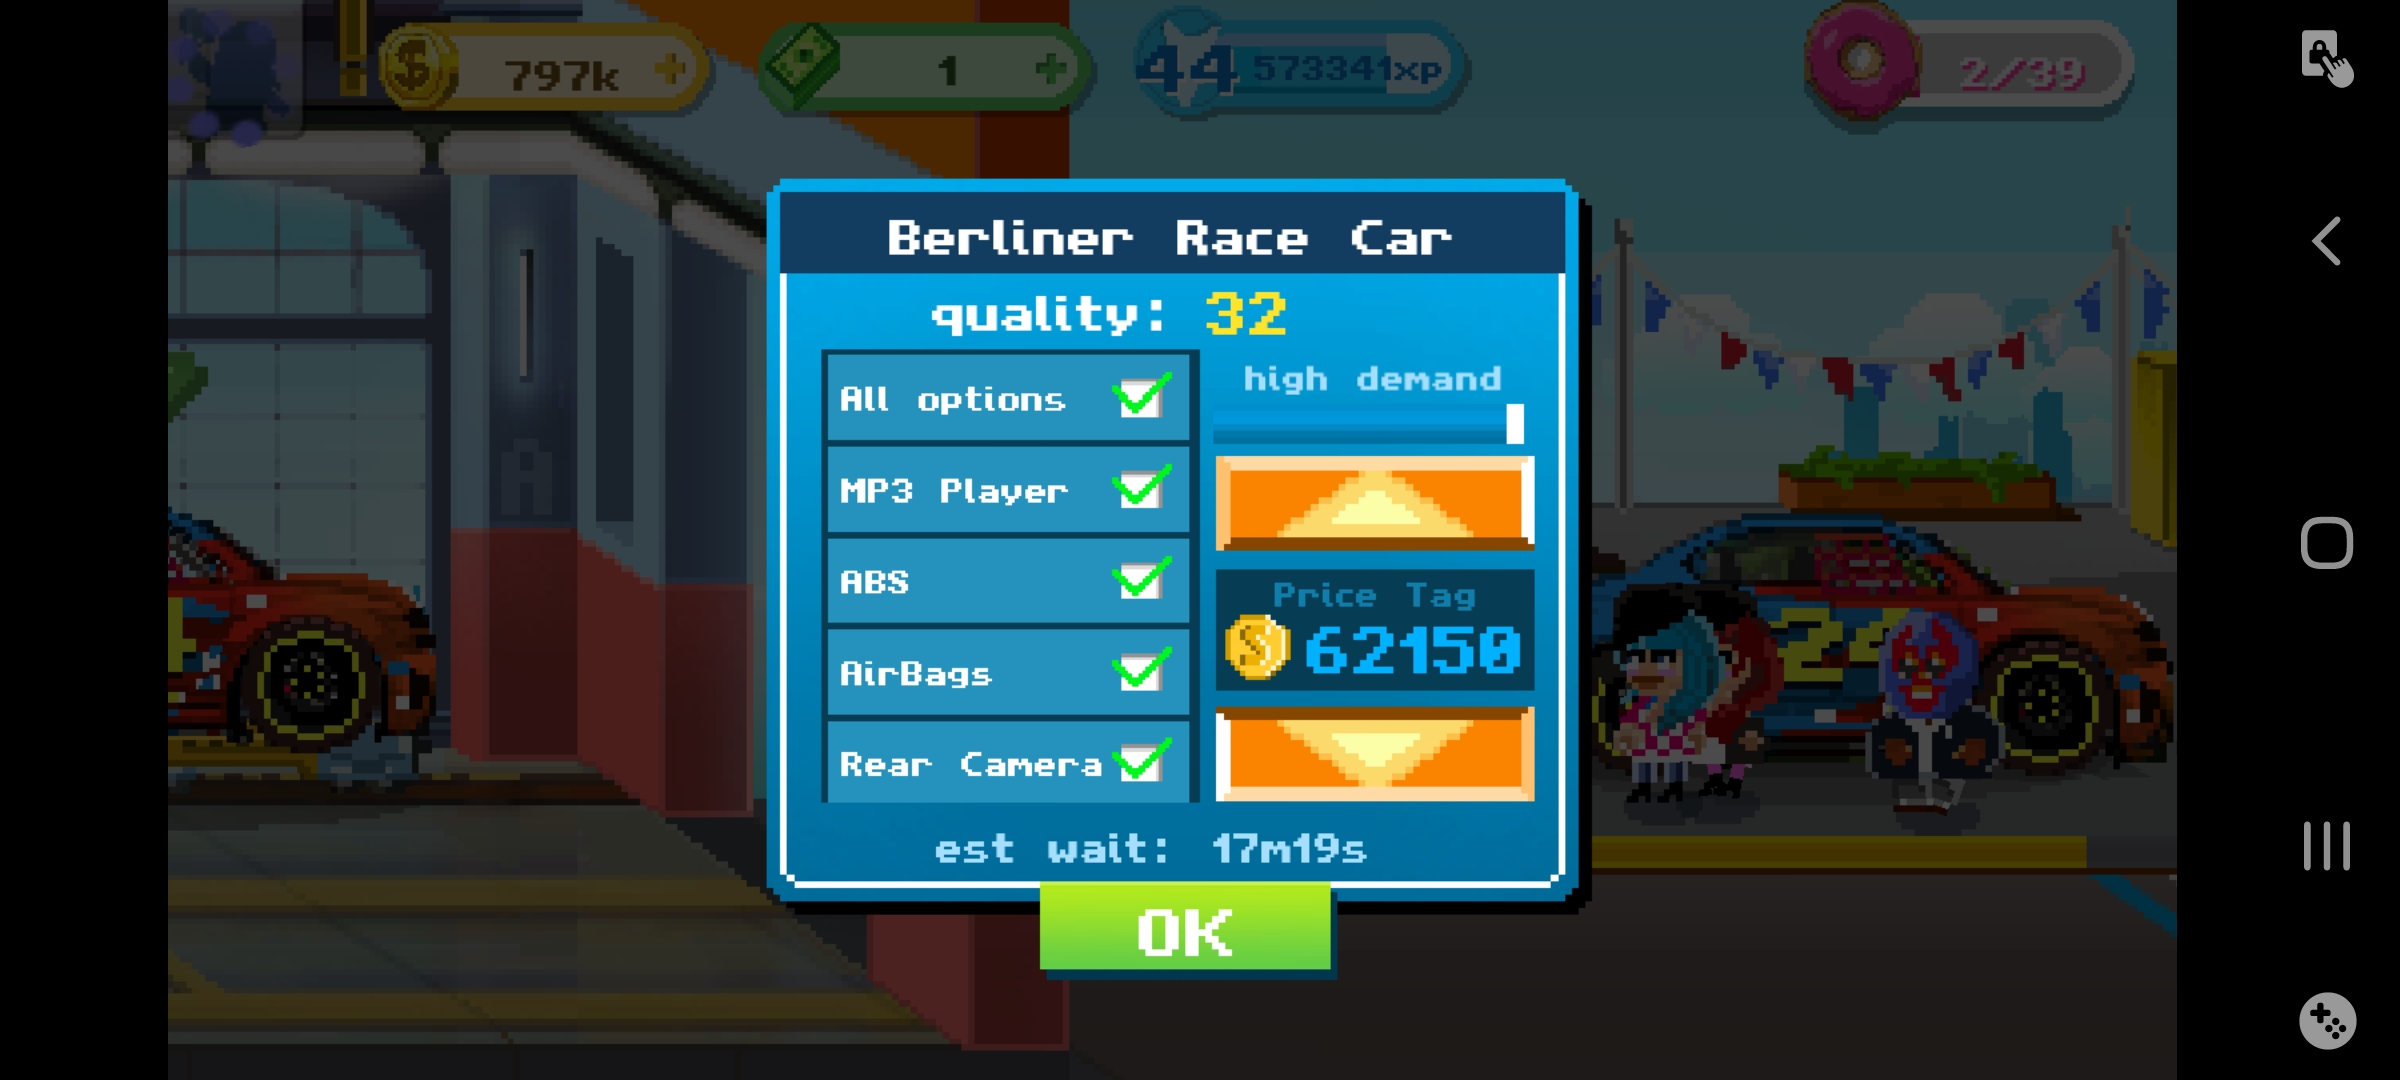 797k
1
44 573341xp
2/39
Berliner Race Car
quality: 32
All options
MP3 Player
ABS
AirBags
Rear Camera
high demand
Price Tag
62150
est wait: 17m19s
OK
A
24